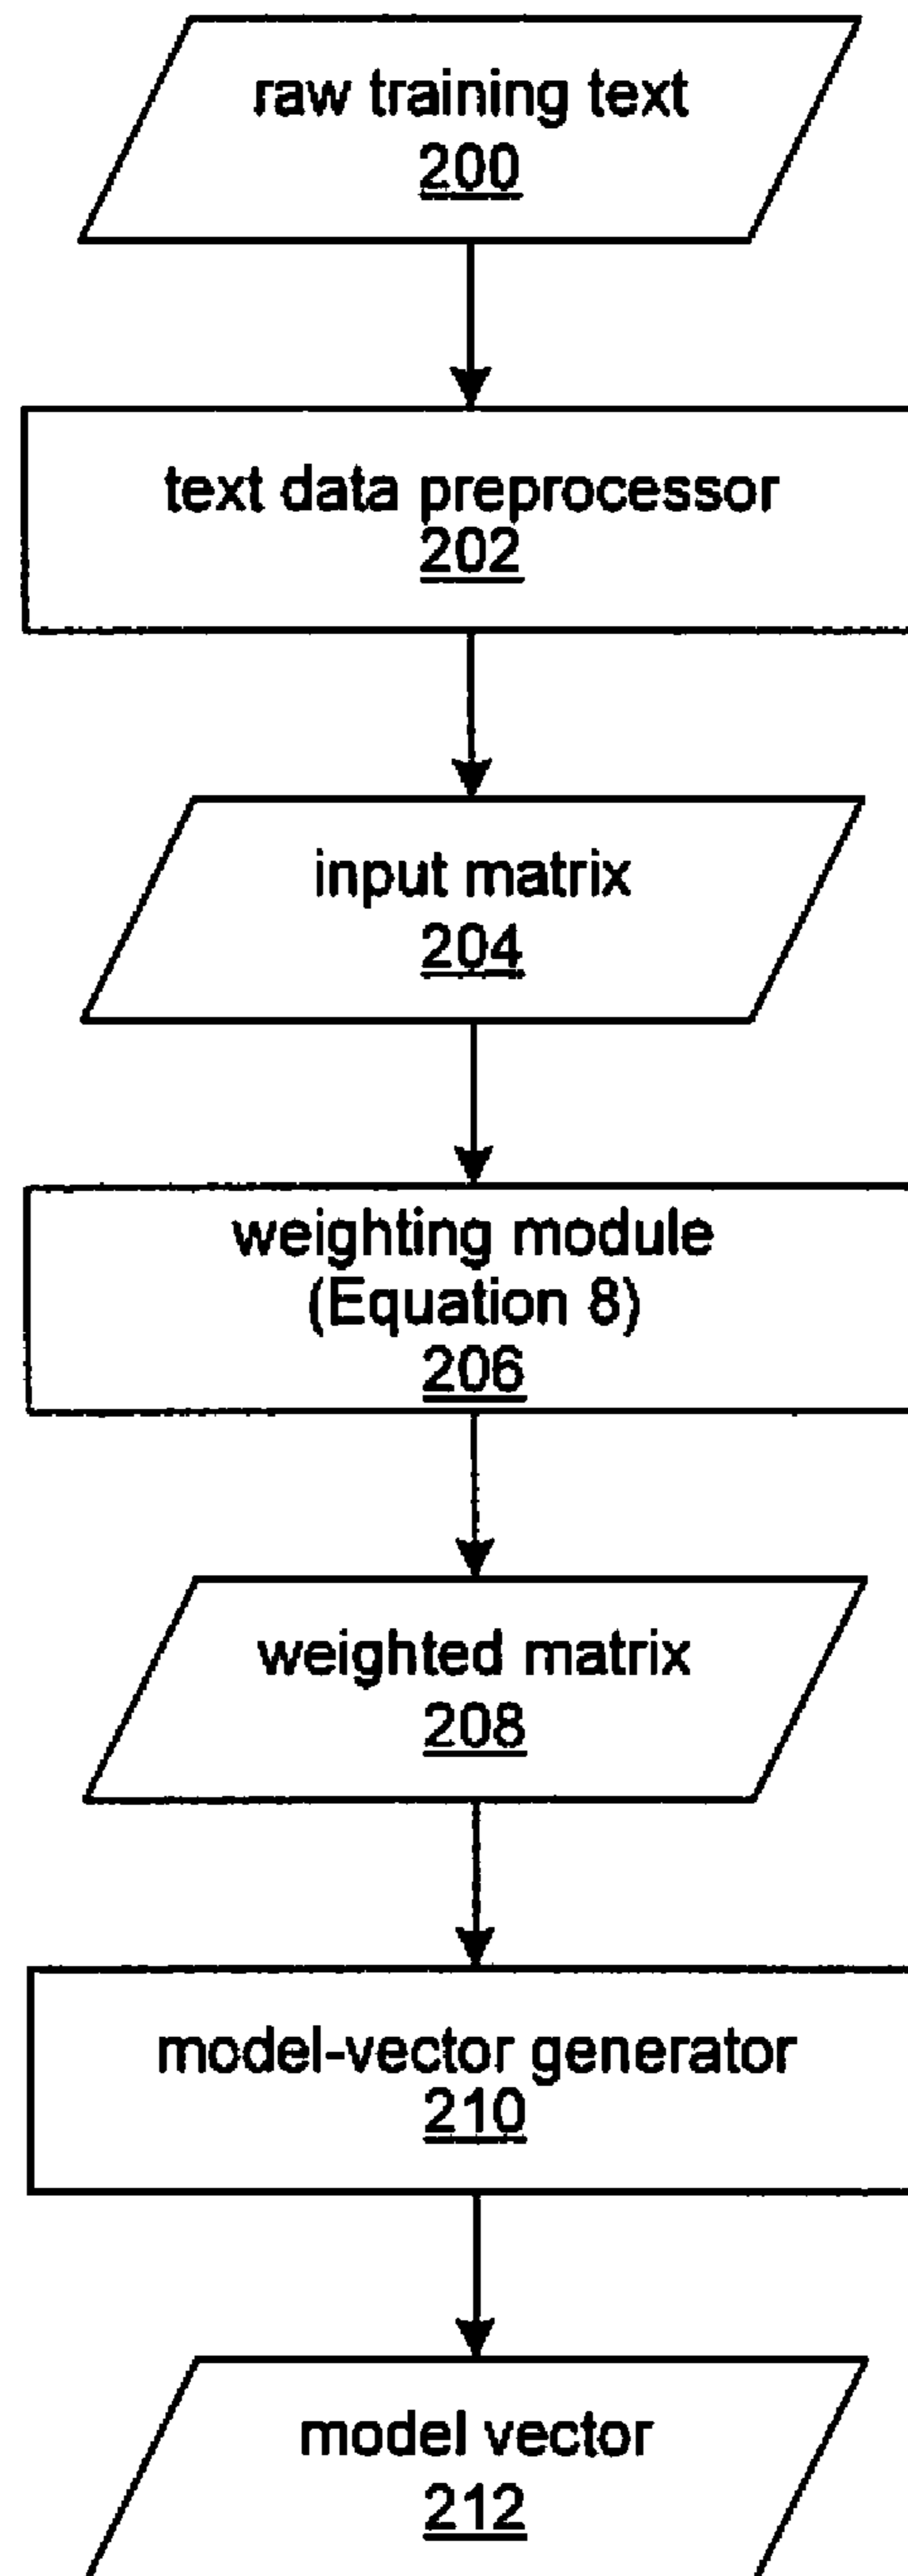 raw training text
200
text data preprocessor
202
input matrix
204
weighting module
(Equation 8)
206
weighted matrix
208
model-vector generator
210
model vector
212